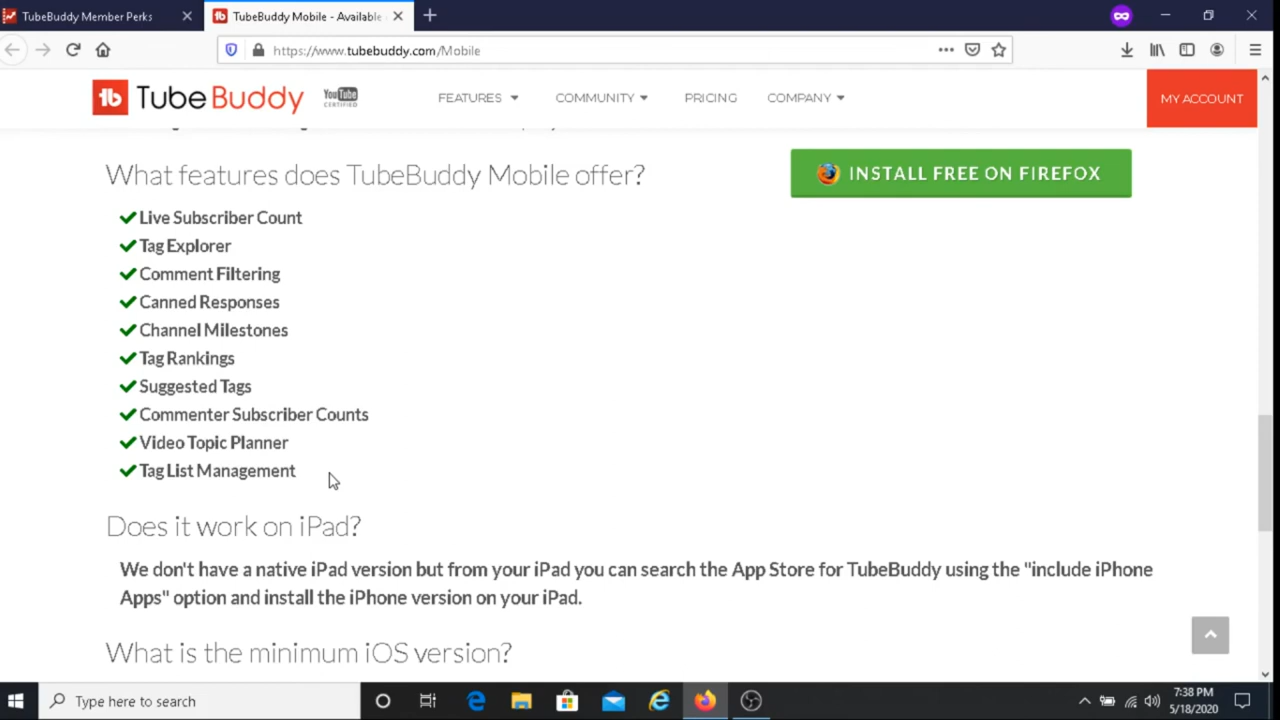 TubeBuddy Member Perks
TubeBuddy Mobile - Available
https://www.tubebuddy.com/Mobile
TubeBuddy
YouTube CERTIFIED
FEATURES
COMMUNITY
PRICING
COMPANY
MY ACCOUNT
What features does TubeBuddy Mobile offer?
INSTALL FREE ON FIREFOX
Live Subscriber Count
Tag Explorer
Comment Filtering
Canned Responses
Channel Milestones
Tag Rankings
Suggested Tags
Commenter Subscriber Counts
Video Topic Planner
Tag List Management
Does it work on iPad?
We don't have a native iPad version but from your iPad you can search the App Store for TubeBuddy using the "include iPhone
Apps" option and install the iPhone version on your iPad.
What is the minimum iOS version?
Type here to search
7:38 PM
5/18/2020